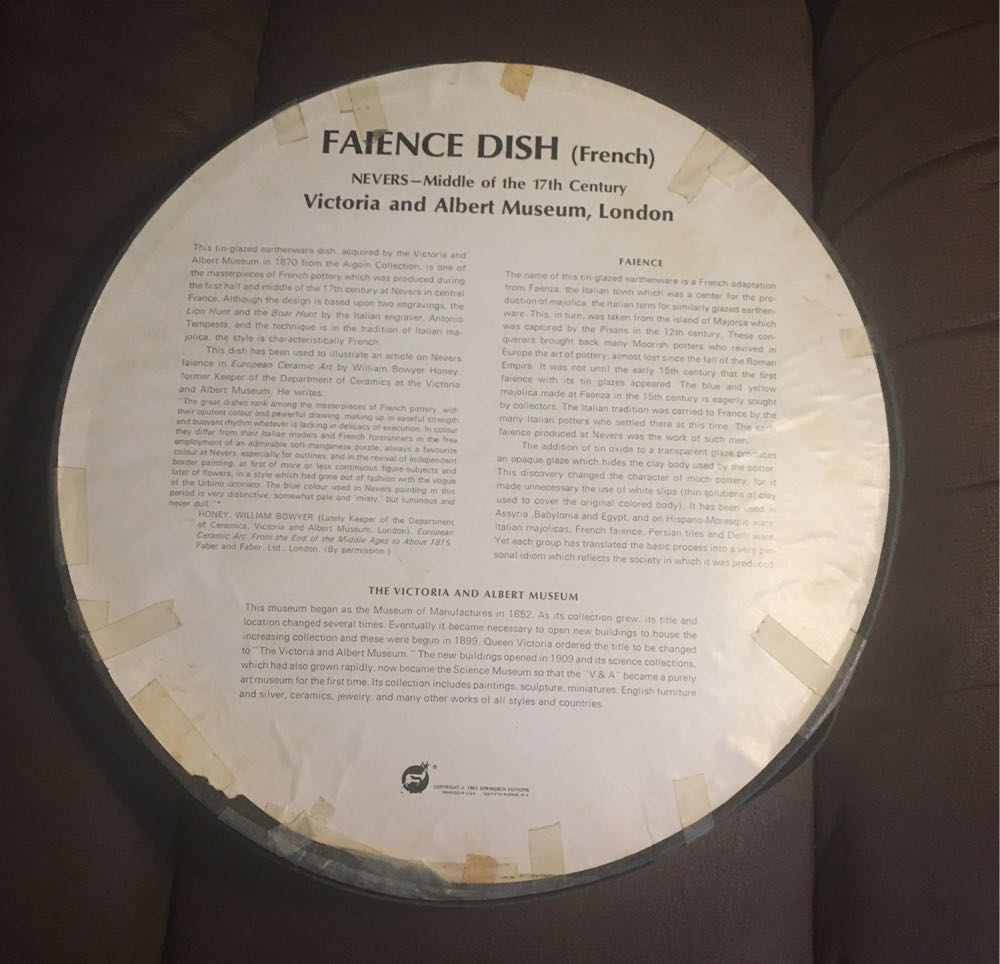 FAIENCE DISH (French)
NEVERS—Middle of the 17th Century
Victoria and Albert Museum, London
This tin-glazed earthenware dish, acquired by the Victoria and
Albert Museum in 1870 from the Aigoin Collection, is one of
the masterpieces of French pottery which was produced during
the first half and middle of the 17th century at Nevers in central
France. Although the design is based upon two engravings, the
Lion Hunt and the Boar Hunt by the Italian engraver, Antonio
Tempesta, and the technique is in the tradition of Italian ma-
jolica, the style is characteristically French.
This dish has been used to illustrate an article on Nevers
faience in European Ceramic Art by William Bowyer Honey,
former Keeper of the Department of Ceramics at the Victoria
and Albert Museum. He writes:
"The great dishes rank among the masterpieces of French pottery, with
their opulent colour and powerful drawing, making up in easeful strength
and buoyant rhythm whatever is lacking in delicacy of execution. In colour
they differ from their Italian models and French forerunners in the free
employment of an admirable soft manganese purple, always a favourite
colour at Nevers, especially for outlines, and in the revival of independent
border painting, at first of more or less continuous figure-subjects and
later of flowers, in a style which had gone out of fashion with the vogue
of the Urbino istoriato. The blue colour used in Nevers painting in this
period is very distinctive, somewhat pale and 'misty,' but luminous and
never dull."*
HONEY, WILLIAM BOWYER (Lately Keeper of the Department
of Ceramics, Victoria and Albert Museum, London). European
Ceramic Art; From the End of the Middle Ages to About 1815.
Faber and Faber, Ltd., London. (By permission.)
FAIENCE
The name of this tin-glazed earthenware is a French adaptation
from Faenza, the Italian town which was a center for the pro-
duction of majolica, the Italian term for similarly glazed earthen-
ware. This, in turn, was taken from the island of Majorca which
was captured by the Pisans in the 12th century. These con-
querors brought back many Moorish potters who revived in
Europe the art of pottery, almost lost since the fall of the Roman
Empire. It was not until the early 15th century that the first
faience with its tin glazes appeared. The blue and yellow
majolica made at Faenza in the 15th century is eagerly sought
by collectors. The Italian tradition was carried to France by the
many Italian potters who settled there at this time. The early
faience produced at Nevers was the work of such men.
The addition of tin oxide to a transparent glaze produces
an opaque glaze which hides the clay body used by the potter.
This discovery changed the character of much pottery, for it
made unnecessary the use of white slips (thin solutions of clay
used to cover the original colored body). It has been used in
Assyria, Babylonia and Egypt, and on Hispano-Moresque ware,
Italian majolicas, French faience, Persian tiles and Delft ware.
Yet each group has translated the basic process into a very per-
sonal idiom which reflects the society in which it was produced.
THE VICTORIA AND ALBERT MUSEUM
This museum began as the Museum of Manufactures in 1852. As its collection grew, its title and
location changed several times. Eventually it became necessary to open new buildings to house the
increasing collection and these were begun in 1899. Queen Victoria ordered the title to be changed
to "The Victoria and Albert Museum." The new buildings opened in 1909 and its science collections,
which had also grown rapidly, now became the Science Museum so that the "V & A" became a purely
art museum for the first time. Its collection includes paintings, sculpture, miniatures, English furniture
and silver, ceramics, jewelry, and many other works of all styles and countries.
®
COPYRIGHT © 1967 SPRINGBOK EDITIONS
PRINTED IN U.S.A. FIFTH AVENUE N. Y.